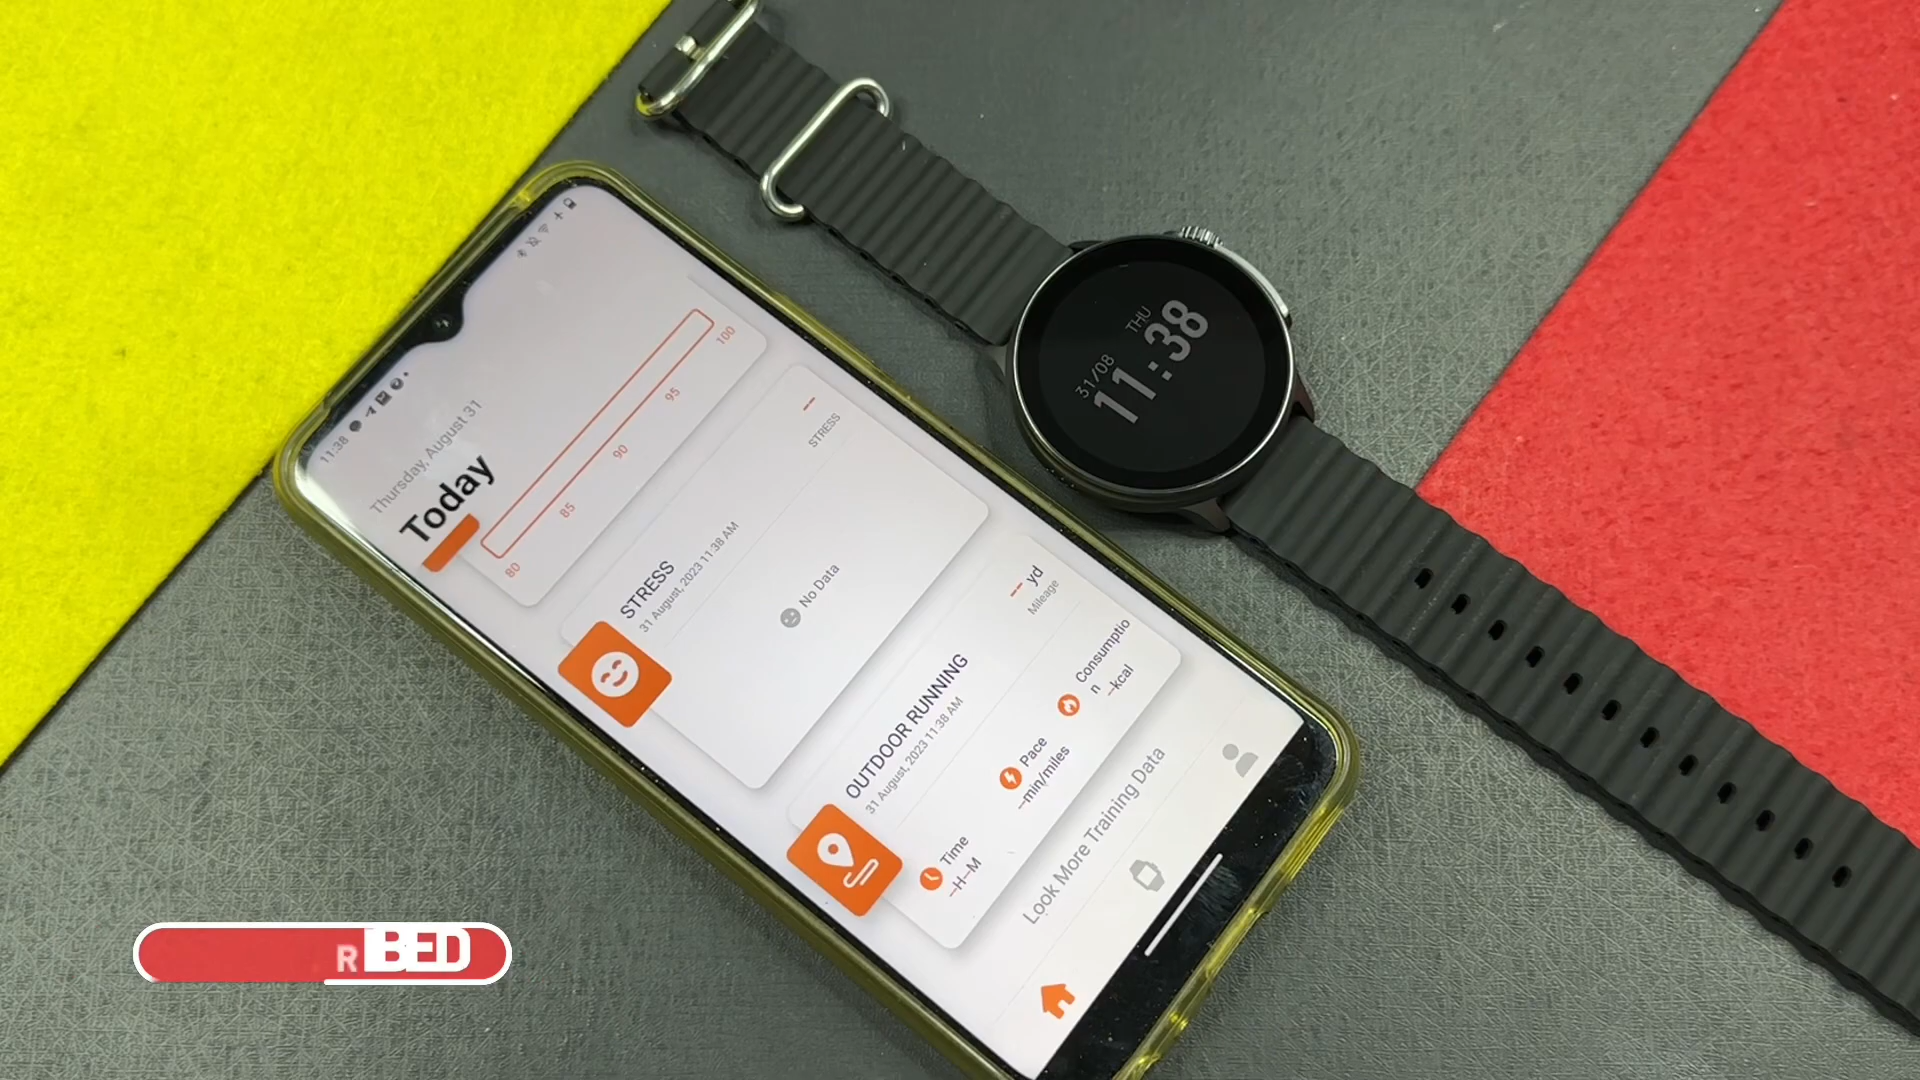 11:38
Thursday, August 31
Today
80 85 90 95 100
--
STRESS
STRESS
31 August, 2023 11:38 AM
No Data
-- yd
Mileage
OUTDOOR RUNNING
31 August, 2023 11:38 AM
Time
--H--M
Pace
--min/miles
Consumptio
n
--kcal
Look More Training Data
THU
31/08
11:38
R BED